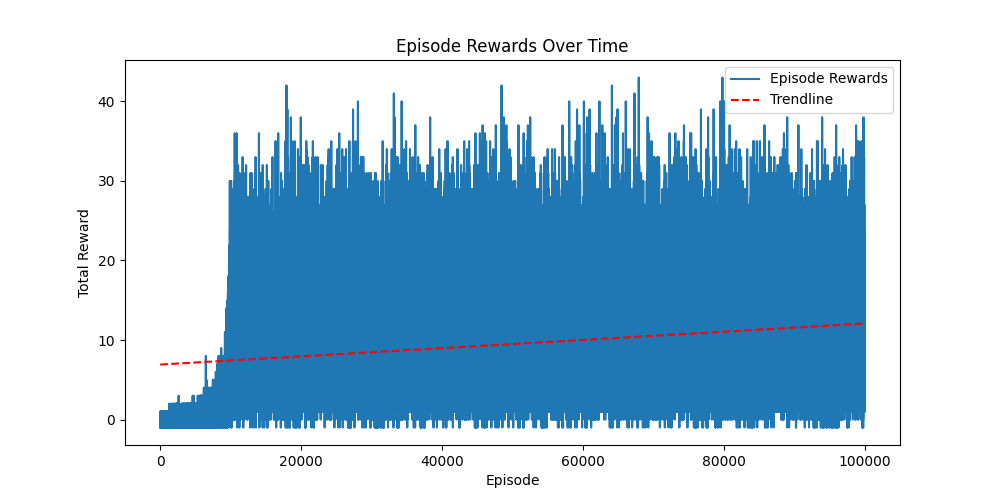 Episode Rewards Over Time
Episode Rewards
Trendline
Total Reward
40
30
20
10
0
0 20000 40000 60000 80000 100000
Episode